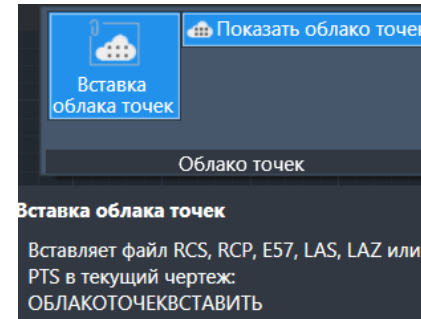 Показать облако точек
Вставка
облака точек
Облако точек
Вставка облака точек
Вставляет файл RCS, RCP, E57, LAS, LAZ или
PTS в текущий чертеж:
ОБЛАКОТОЧЕКВСТАВИТЬ